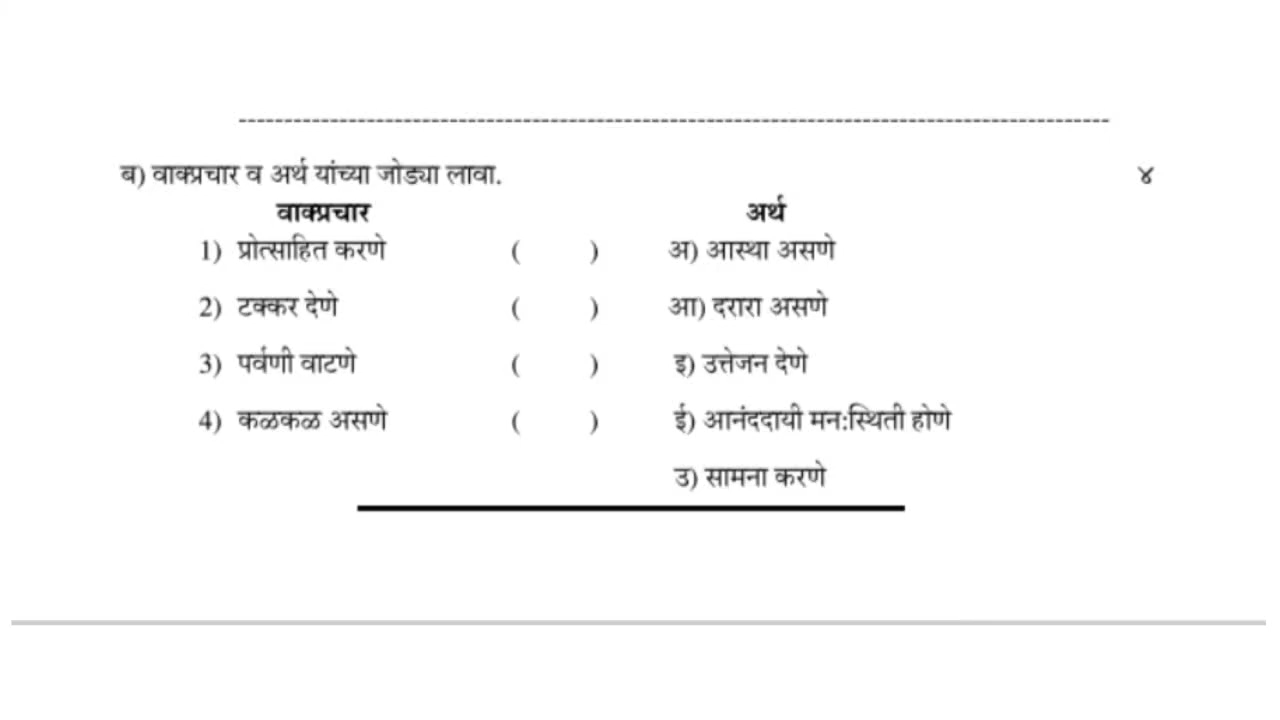 ब) वाक्प्रचार व अर्थ यांच्या जोड्या लावा. ४
वाक्प्रचार अर्थ
1) प्रोत्साहित करणे ( ) अ) आस्था असणे
2) टक्कर देणे ( ) आ) दरारा असणे
3) पर्वणी वाटणे ( ) इ) उत्तेजन देणे
4) कळकळ असणे ( ) ई) आनंददायी मन:स्थिती होणे
उ) सामना करणे